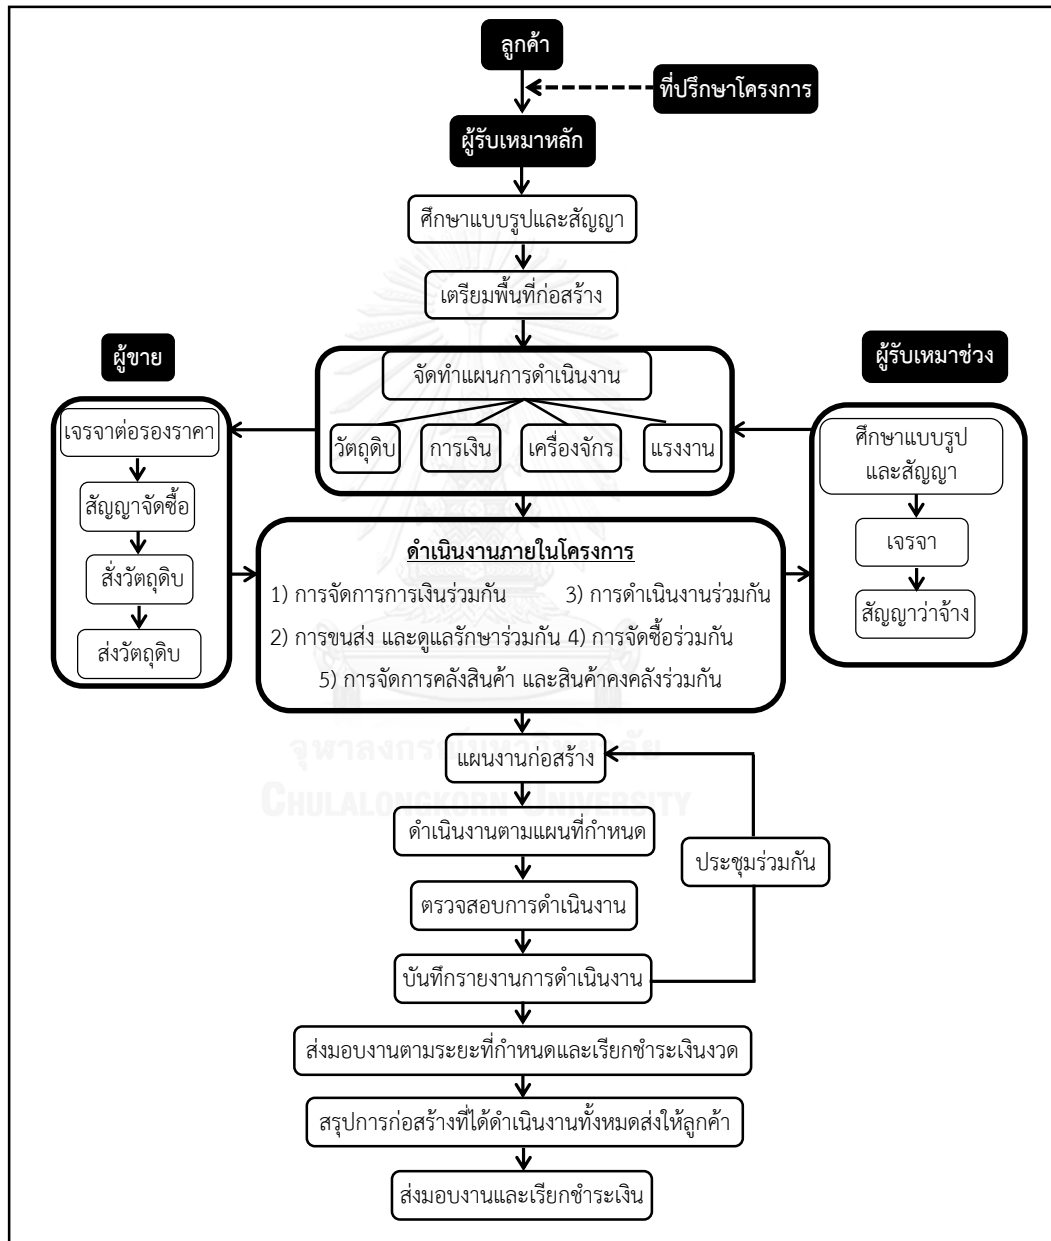 ลูกค้า
ที่ปรึกษาโครงการ
ผู้รับเหมาหลัก
ศึกษาแบบรูปและสัญญา
เตรียมพื้นที่ก่อสร้าง
ผู้ขาย
เจรจาต่อรองราคา
สัญญาจัดซื้อ
สั่งวัตถุดิบ
ส่งวัตถุดิบ
จัดทำแผนการดำเนินงาน
วัตถุดิบ การเงิน เครื่องจักร แรงงาน
ผู้รับเหมาช่วง
ศึกษาแบบรูป
และสัญญา
เจรจา
สัญญาว่าจ้าง
ดำเนินงานภายในโครงการ
1) การจัดการการเงินร่วมกัน 3) การดำเนินงานร่วมกัน
2) การขนส่ง และดูแลรักษาร่วมกัน 4) การจัดซื้อร่วมกัน
5) การจัดการคลังสินค้า และสินค้าคงคลังร่วมกัน
แผนงานก่อสร้าง
จุฬาลงกรณ์มหาวิทยาลัย
CHULALONGKORN UNIVERSITY
ดำเนินงานตามแผนที่กำหนด
ประชุมร่วมกัน
ตรวจสอบการดำเนินงาน
บันทึกรายงานการดำเนินงาน
ส่งมอบงานตามระยะที่กำหนดและเรียกชำระเงินงวด
สรุปการก่อสร้างที่ได้ดำเนินงานทั้งหมดส่งให้ลูกค้า
ส่งมอบงานและเรียกชำระเงิน